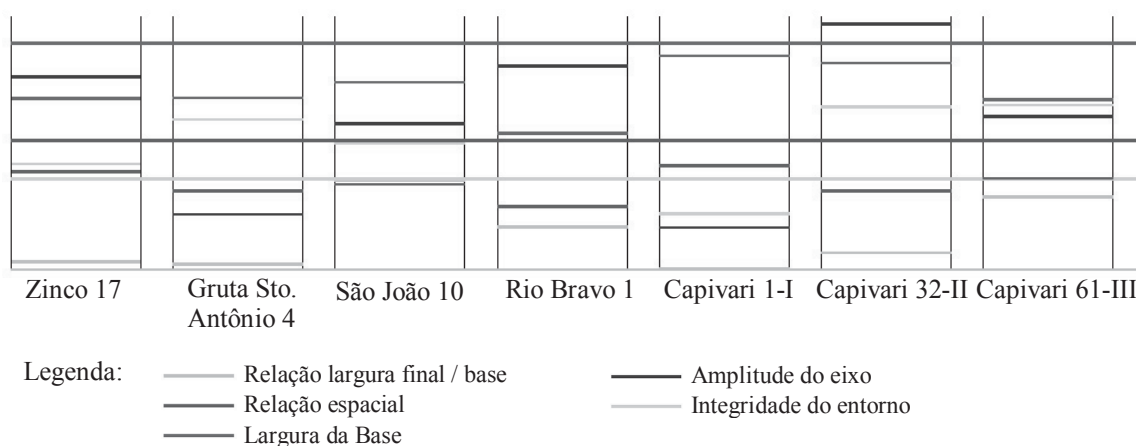 Zinco 17
Gruta Sto.
Antônio 4
São João 10
Rio Bravo 1
Capivari 1-I
Capivari 32-II
Capivari 61-III
Legenda:
Relação largura final / base
Relação espacial
Largura da Base
Amplitude do eixo
Integridade do entorno